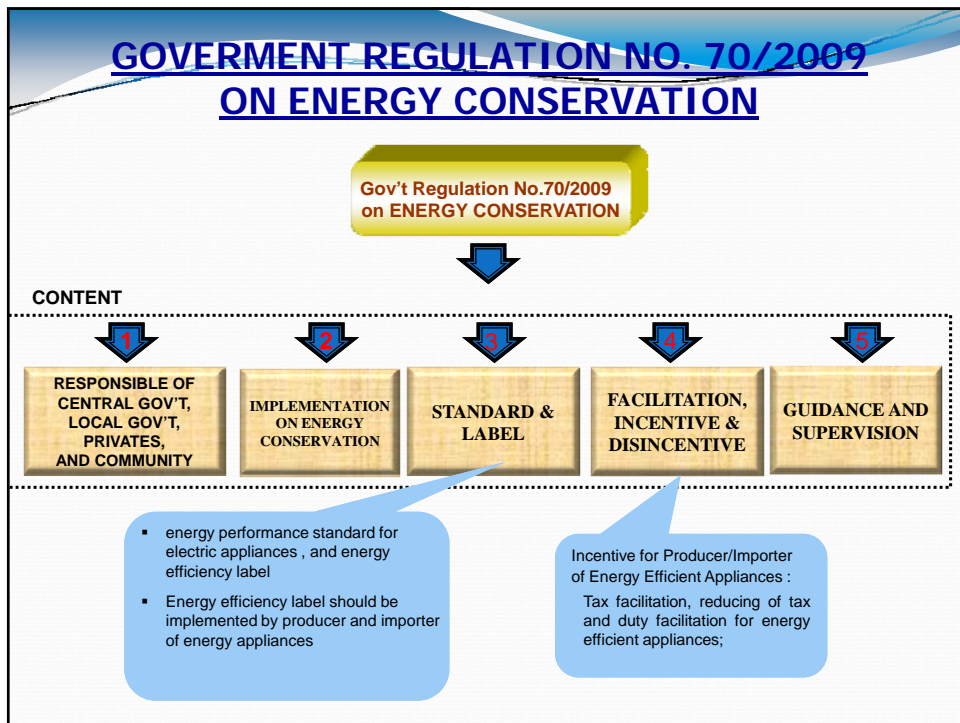 GOVERMENT REGULATION NO. 70/2009
ON ENERGY CONSERVATION
Gov't Regulation No.70/2009
on ENERGY CONSERVATION
CONTENT
1
2
3
4
5
RESPONSIBLE OF
CENTRAL GOV'T,
LOCAL GOV'T,
PRIVATES,
AND COMMUNITY
IMPLEMENTATION
ON ENERGY
CONSERVATION
STANDARD &
LABEL
FACILITATION,
INCENTIVE &
DISINCENTIVE
GUIDANCE AND
SUPERVISION
▪ energy performance standard for
electric appliances , and energy
efficiency label
▪ Energy efficiency label should be
implemented by producer and importer
of energy appliances
Incentive for Producer/Importer
of Energy Efficient Appliances :
Tax facilitation, reducing of tax
and duty facilitation for energy
efficient appliances;